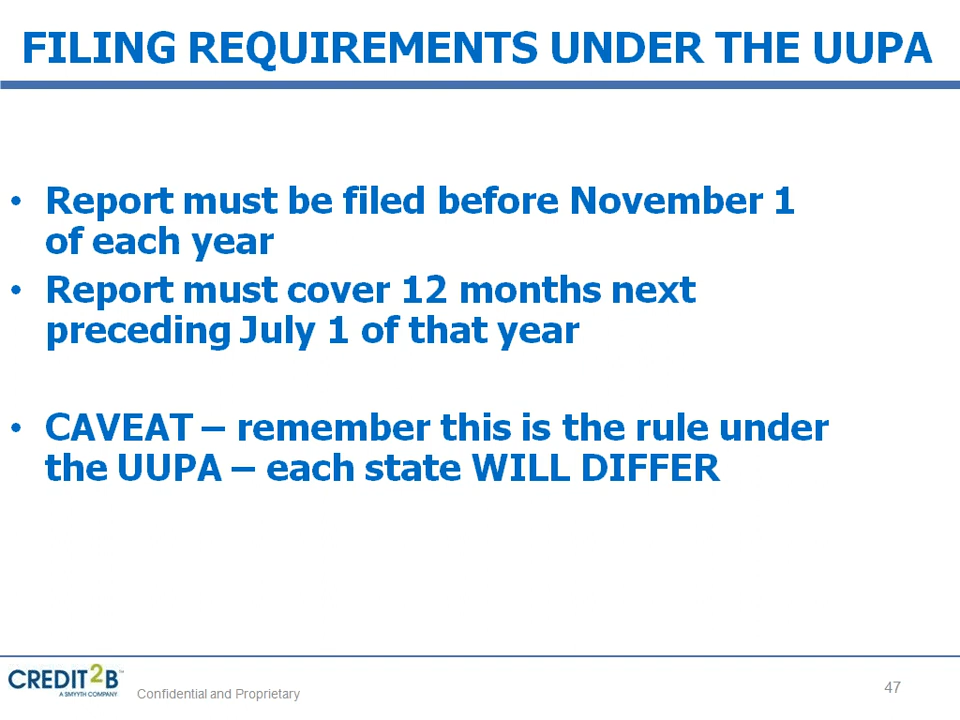 FILING REQUIREMENTS UNDER THE UUPA
• Report must be filed before November 1
of each year
• Report must cover 12 months next
preceding July 1 of that year
• CAVEAT – remember this is the rule under
the UUPA – each state WILL DIFFER
CREDIT2B™
A SMYYTH COMPANY
Confidential and Proprietary
47